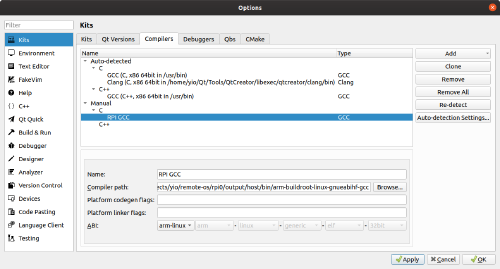 Options
Filter
Kits
Kits
Environment
Text Editor
FakeVim
Help
C++
Qt Quick
Build & Run
Debugger
Designer
Analyzer
Version Control
Devices
Code Pasting
Language Client
Testing
Kits Qt Versions Compilers Debuggers Qbs CMake
Name Type
Auto-detected
C
GCC (C, x86 64bit in /usr/bin) GCC
Clang (C, x86 64bit in /home/yio/Qt/Tools/QtCreator/libexec/qtcreator/clang/bin) Clang
C++
GCC (C++, x86 64bit in /usr/bin) GCC
Manual
C
RPI GCC GCC
C++
Add
Clone
Remove
Remove All
Re-detect
Auto-detection Settings...
Name: RPI GCC
Compiler path: ects/yio/remote-os/rpi0/output/host/bin/arm-buildroot-linux-gnueabihf-gcc Browse...
Platform codegen flags:
Platform linker flags:
ABI: arm-linux arm - linux - generic - elf - 32bit
Apply Cancel OK